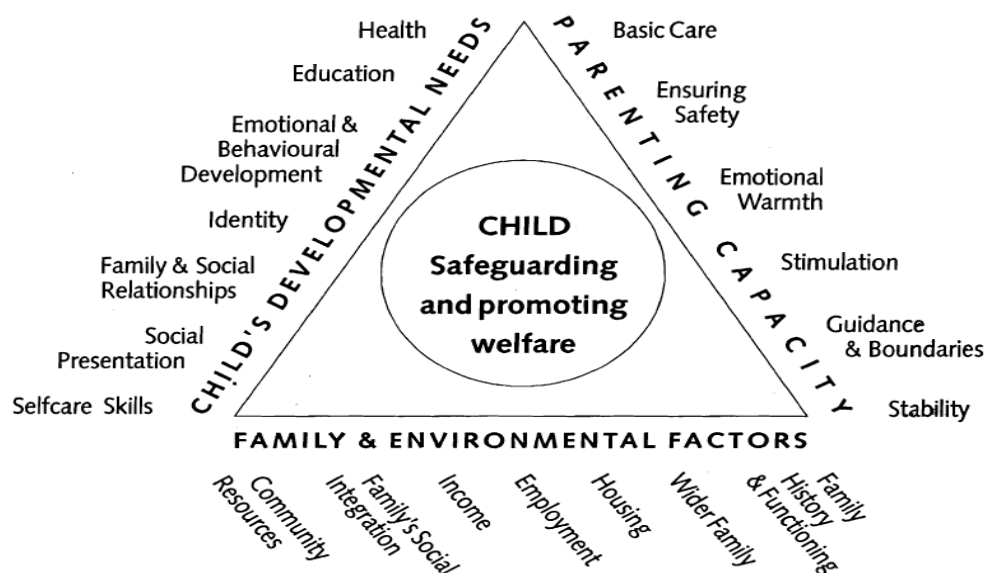 Health
Education
Emotional &
Behavioural
Development
Identity
Family & Social
Relationships
Social
Presentation
Selfcare Skills
CHILD'S DEVELOPMENTAL NEEDS
PARENTING CAPACITY
Basic Care
Ensuring
Safety
Emotional
Warmth
Stimulation
Guidance
& Boundaries
Stability
CHILD
Safeguarding
and promoting
welfare
FAMILY & ENVIRONMENTAL FACTORS
Community
Resources
Family's Social
Integration
Income
Employment
Housing
Wider Family
Family
History
& Functioning